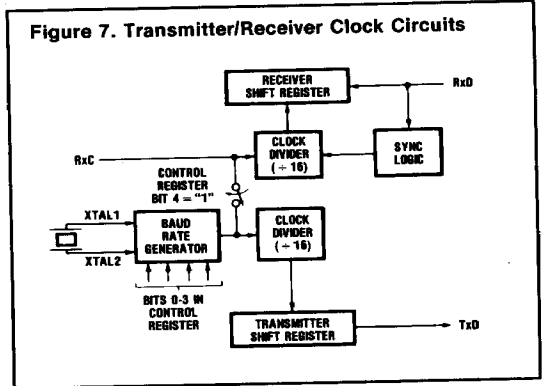 Figure 7. Transmitter/Receiver Clock Circuits
RECEIVER
SHIFT REGISTER
RxD
RxC
CLOCK
DIVIDER
(÷ 16)
SYNC
LOGIC
CONTROL
REGISTER
BIT 4 = "1"
XTAL1
XTAL2
BAUD
RATE
GENERATOR
CLOCK
DIVIDER
(÷ 16)
BITS 0-3 IN
CONTROL
REGISTER
TRANSMITTER
SHIFT REGISTER
TxD